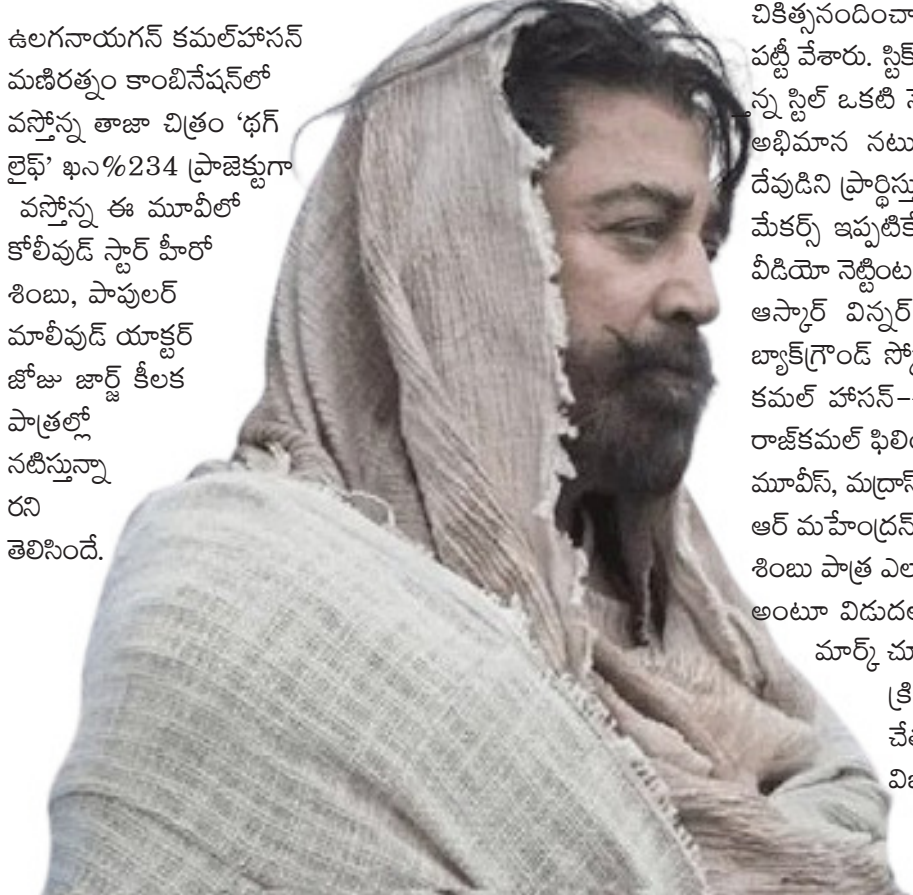 ఉలగనాయగన్ కమల్‌హాసన్
మణిరత్నం కాంబినేషన్‌లో
వస్తోన్న తాజా చిత్రం ‘థగ్
లైఫ్’ ఖఎ%234 ప్రాజెక్టుగా
వస్తోన్న ఈ మూవీలో
కోలీవుడ్ స్టార్ హీరో
శింబు, పాపులర్
మాలీవుడ్ యాక్టర్
జోజు జార్జ్ కీలక
పాత్రల్లో
నటిస్తున్నా
రని
తెలిసిందే.
చికిత్సనందించా
పట్టీ వేశారు.
న్న స్టిల్ ఒకటి
అభిమాన నటు
దేవుడిని ప్రార్థిస్తు
మేకర్స్ ఇప్పటికే
వీడియో నెట్టింట
ఆస్కార్ విన్నర్
బ్యాక్‌గ్రౌండ్
కమల్ హాసన్–
రాజ్‌కమల్ ఫిలిం
మూవీస్, మద్రాస్
ఆర్ మహేంద్రన్
శింబు పాత్ర ఎలా
అంటూ విడుదల
మార్క్ చూ
క్రి
చే
విజ